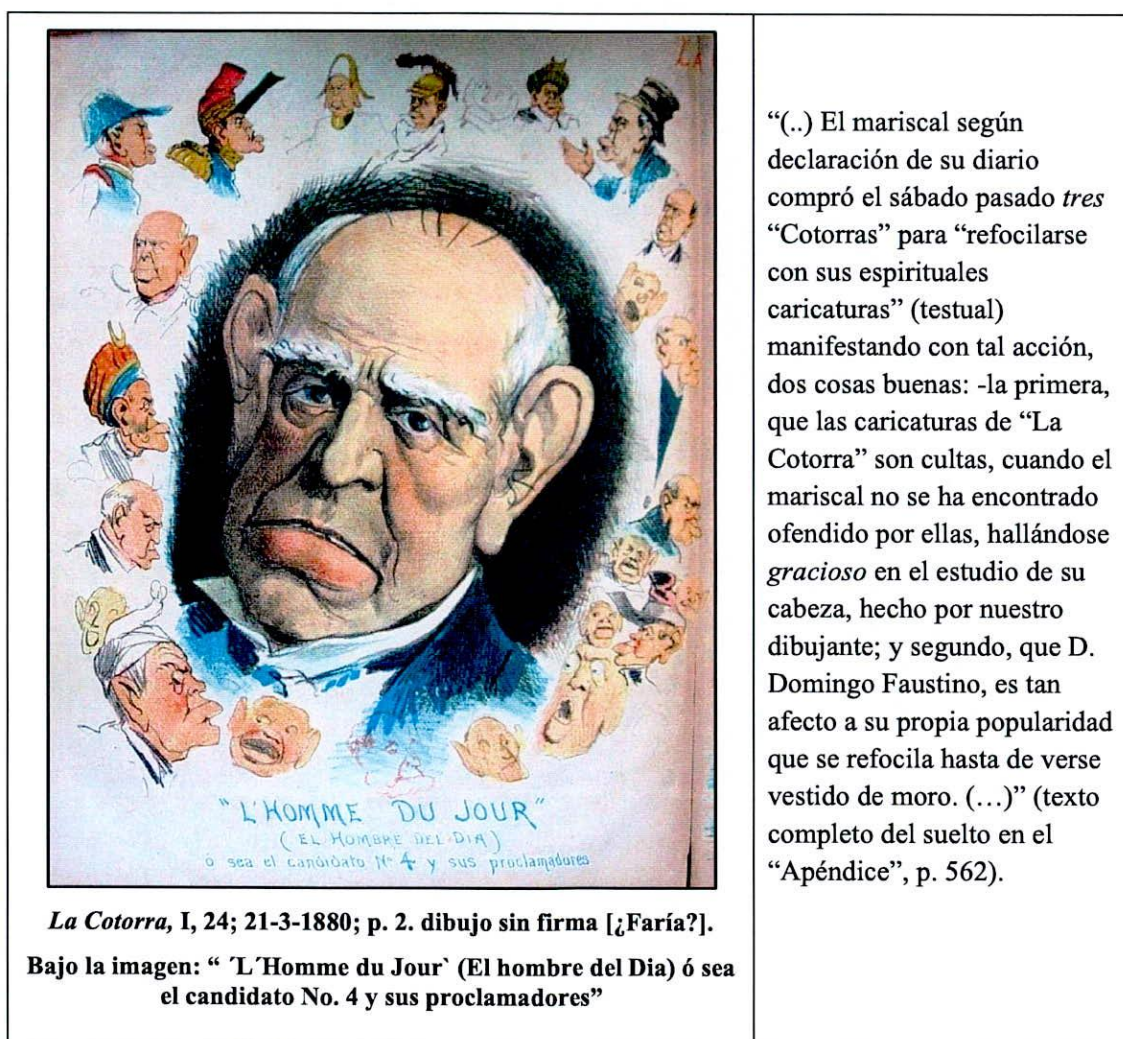 LA
"L'HOMME DU JOUR"
(EL HOMBRE DEL DIA)
ó sea el candidato Nº 4 y sus proclamadores
La Cotorra, I, 24; 21-3-1880; p. 2. dibujo sin firma [¿Faría?].
Bajo la imagen: “ ´L´Homme du Jour` (El hombre del Dia) ó sea
el candidato No. 4 y sus proclamadores”
“(..) El mariscal según
declaración de su diario
compró el sábado pasado tres
“Cotorras” para “refocilarse
con sus espirituales
caricaturas” (testual)
manifestando con tal acción,
dos cosas buenas: -la primera,
que las caricaturas de “La
Cotorra” son cultas, cuando el
mariscal no se ha encontrado
ofendido por ellas, hallándose
gracioso en el estudio de su
cabeza, hecho por nuestro
dibujante; y segundo, que D.
Domingo Faustino, es tan
afecto a su propia popularidad
que se refocila hasta de verse
vestido de moro. (…)” (texto
completo del suelto en el
“Apéndice”, p. 562).